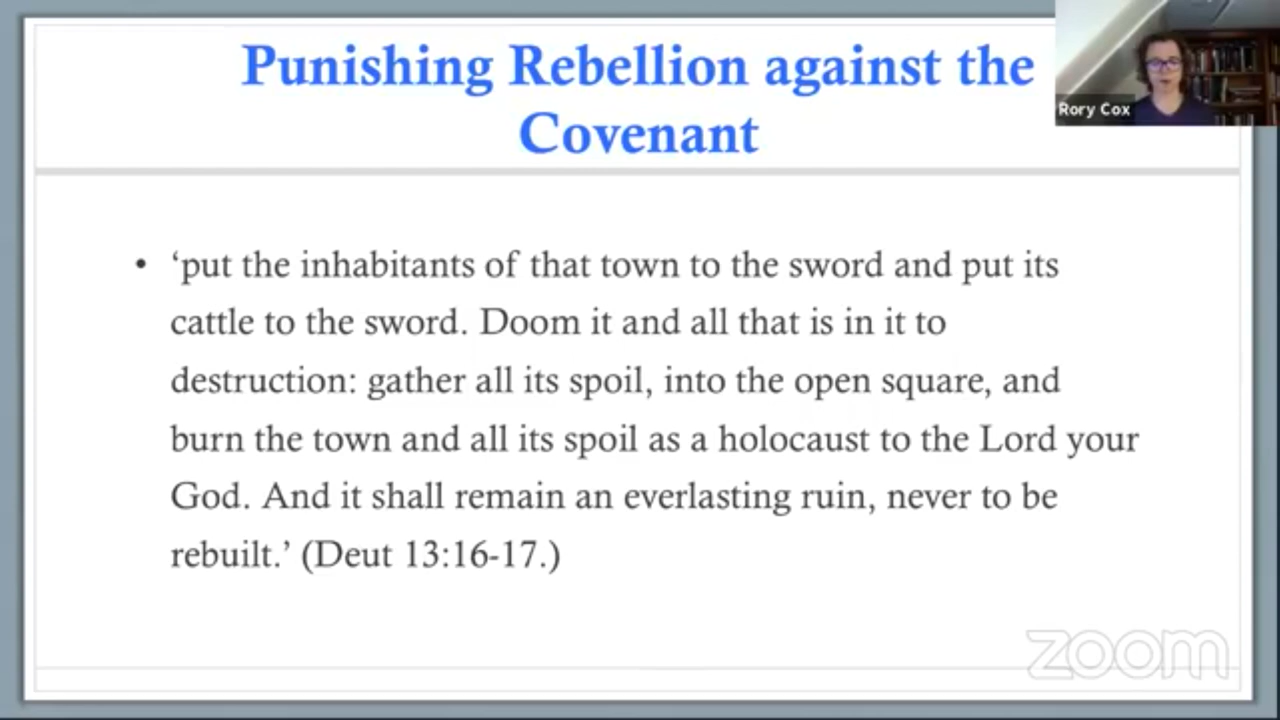 Punishing Rebellion against the
Covenant
Rory Cox
• ‘put the inhabitants of that town to the sword and put its
cattle to the sword. Doom it and all that is in it to
destruction: gather all its spoil, into the open square, and
burn the town and all its spoil as a holocaust to the Lord your
God. And it shall remain an everlasting ruin, never to be
rebuilt.’ (Deut 13:16-17.)
zoom